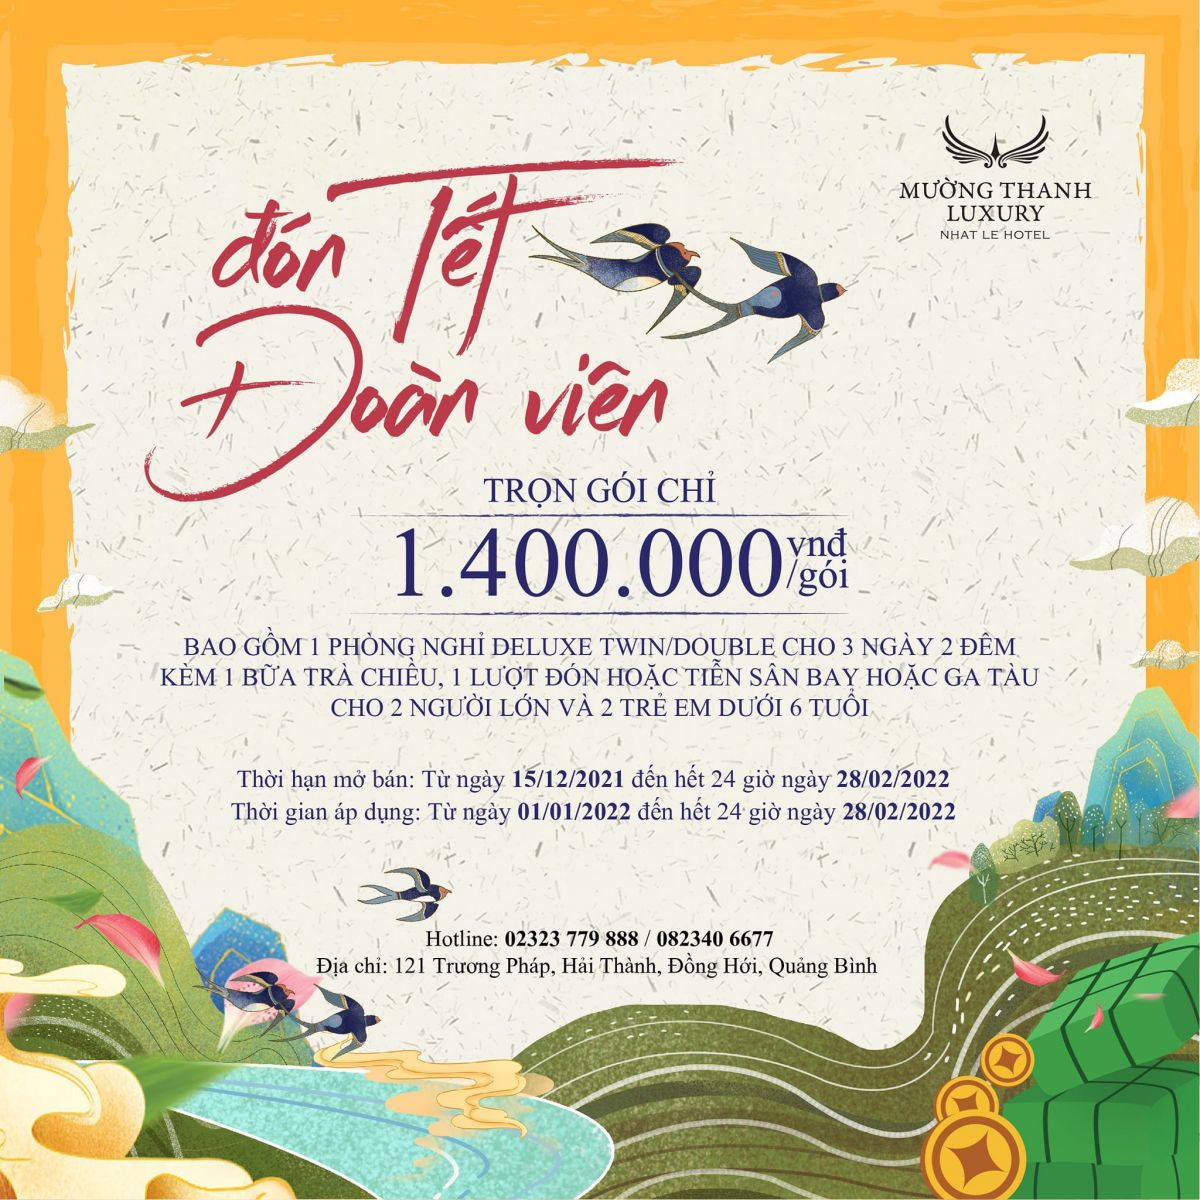 MƯỜNG THANH
LUXURY
NHAT LE HOTEL
đón Tết
Đoàn viên
TRỌN GÓI CHỈ
1.400.000 vnđ
/gói
BAO GỒM 1 PHÒNG NGHỈ DELUXE TWIN/DOUBLE CHO 3 NGÀY 2 ĐÊM
KÈM 1 BỮA TRÀ CHIỀU, 1 LƯỢT ĐÓN HOẶC TIỄN SÂN BAY HOẶC GA TÀU
CHO 2 NGƯỜI LỚN VÀ 2 TRẺ EM DƯỚI 6 TUỔI
Thời hạn mở bán: Từ ngày 15/12/2021 đến hết 24 giờ ngày 28/02/2022
Thời gian áp dụng: Từ ngày 01/01/2022 đến hết 24 giờ ngày 28/02/2022
Hotline: 02323 779 888 / 082340 6677
Địa chỉ: 121 Trương Pháp, Hải Thành, Đồng Hới, Quảng Bình